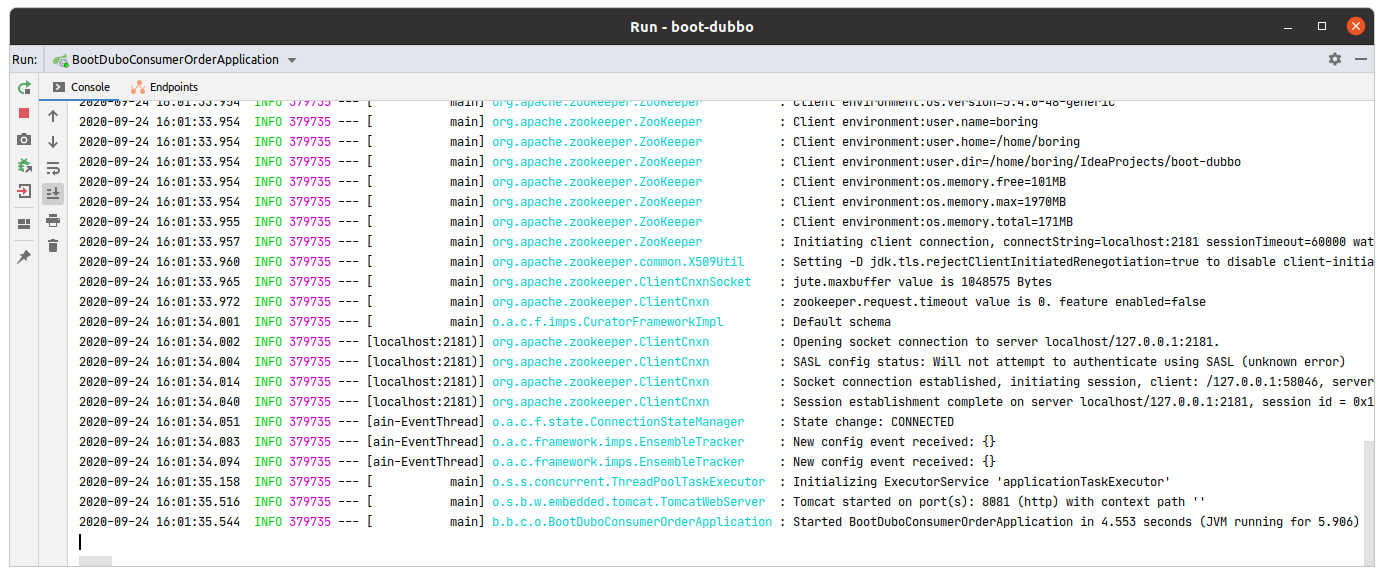 Run - boot-dubbo
Run: BootDuboConsumerOrderApplication
Console Endpoints
2020-09-24 16:01:33.954 INFO 379735 --- [ main] org.apache.zookeeper.ZooKeeper : Client environment:os.version=5.4.0-48-generic
2020-09-24 16:01:33.954 INFO 379735 --- [ main] org.apache.zookeeper.ZooKeeper : Client environment:user.name=boring
2020-09-24 16:01:33.954 INFO 379735 --- [ main] org.apache.zookeeper.ZooKeeper : Client environment:user.home=/home/boring
2020-09-24 16:01:33.954 INFO 379735 --- [ main] org.apache.zookeeper.ZooKeeper : Client environment:user.dir=/home/boring/IdeaProjects/boot-dubbo
2020-09-24 16:01:33.954 INFO 379735 --- [ main] org.apache.zookeeper.ZooKeeper : Client environment:os.memory.free=101MB
2020-09-24 16:01:33.954 INFO 379735 --- [ main] org.apache.zookeeper.ZooKeeper : Client environment:os.memory.max=1970MB
2020-09-24 16:01:33.955 INFO 379735 --- [ main] org.apache.zookeeper.ZooKeeper : Client environment:os.memory.total=171MB
2020-09-24 16:01:33.957 INFO 379735 --- [ main] org.apache.zookeeper.ZooKeeper : Initiating client connection, connectString=localhost:2181 sessionTimeout=60000 wat
2020-09-24 16:01:33.960 INFO 379735 --- [ main] org.apache.zookeeper.common.X509Util : Setting -D jdk.tls.rejectClientInitiatedRenegotiation=true to disable client-initia
2020-09-24 16:01:33.965 INFO 379735 --- [ main] org.apache.zookeeper.ClientCnxnSocket : jute.maxbuffer value is 1048575 Bytes
2020-09-24 16:01:33.972 INFO 379735 --- [ main] org.apache.zookeeper.ClientCnxn : zookeeper.request.timeout value is 0. feature enabled=false
2020-09-24 16:01:34.001 INFO 379735 --- [ main] o.a.c.f.imps.CuratorFrameworkImpl : Default schema
2020-09-24 16:01:34.002 INFO 379735 --- [localhost:2181)] org.apache.zookeeper.ClientCnxn : Opening socket connection to server localhost/127.0.0.1:2181.
2020-09-24 16:01:34.004 INFO 379735 --- [localhost:2181)] org.apache.zookeeper.ClientCnxn : SASL config status: Will not attempt to authenticate using SASL (unknown error)
2020-09-24 16:01:34.014 INFO 379735 --- [localhost:2181)] org.apache.zookeeper.ClientCnxn : Socket connection established, initiating session, client: /127.0.0.1:58046, server
2020-09-24 16:01:34.040 INFO 379735 --- [localhost:2181)] org.apache.zookeeper.ClientCnxn : Session establishment complete on server localhost/127.0.0.1:2181, session id = 0x1
2020-09-24 16:01:34.051 INFO 379735 --- [ain-EventThread] o.a.c.f.state.ConnectionStateManager : State change: CONNECTED
2020-09-24 16:01:34.083 INFO 379735 --- [ain-EventThread] o.a.c.framework.imps.EnsembleTracker : New config event received: {}
2020-09-24 16:01:34.094 INFO 379735 --- [ain-EventThread] o.a.c.framework.imps.EnsembleTracker : New config event received: {}
2020-09-24 16:01:35.158 INFO 379735 --- [ main] o.s.s.concurrent.ThreadPoolTaskExecutor : Initializing ExecutorService 'applicationTaskExecutor'
2020-09-24 16:01:35.516 INFO 379735 --- [ main] o.s.b.w.embedded.tomcat.TomcatWebServer : Tomcat started on port(s): 8081 (http) with context path ''
2020-09-24 16:01:35.544 INFO 379735 --- [ main] b.b.c.o.BootDuboConsumerOrderApplication : Started BootDuboConsumerOrderApplication in 4.553 seconds (JVM running for 5.906)